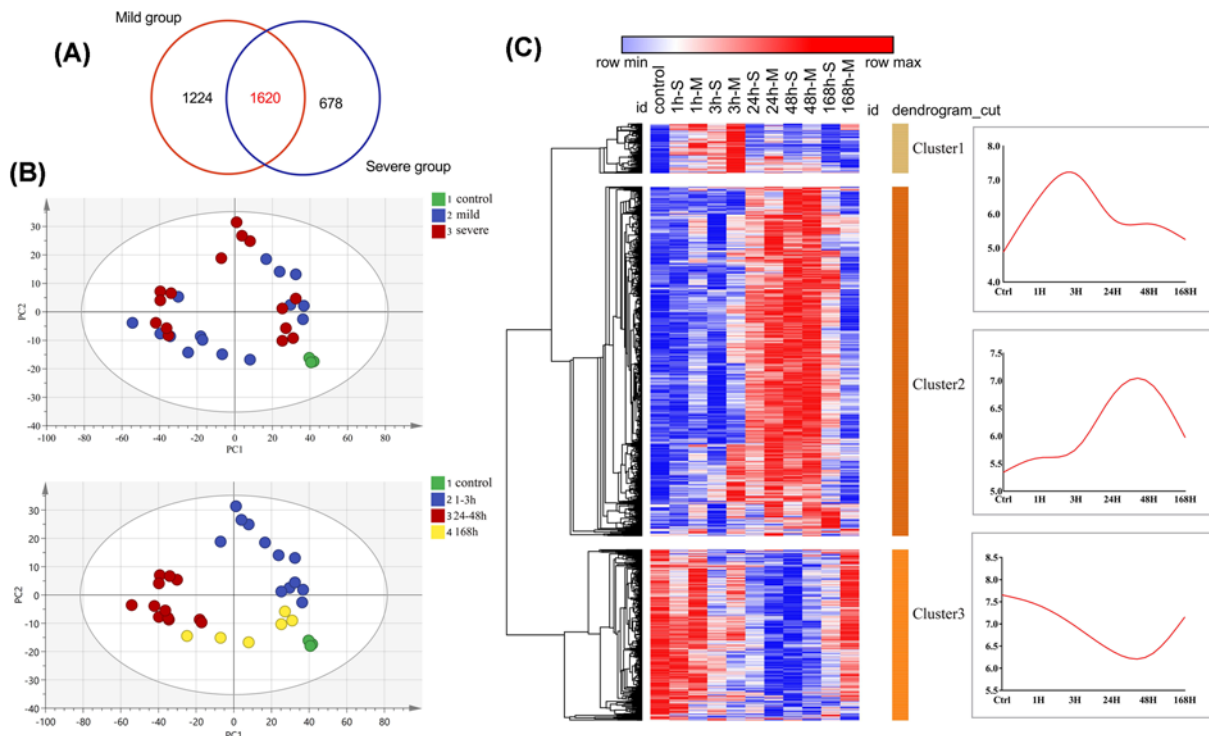 (A)
Mild group
1224
1620
678
Severe group
(B)
1 control
2 mild
3 severe
30
20
10
0
-10
-20
-30
-40
PC2
-100 -80 -60 -40 -20 0 20 40 60 80 100
PC1
1 control
2 1-3h
3 24-48h
4 168h
30
20
10
0
-10
-20
-30
-40
PC2
-100 -80 -60 -40 -20 0 20 40 60 80 100
PC1
(C)
row min row max
id control 1h-S 1h-M 3h-S 3h-M 24h-S 24h-M 48h-S 48h-M 168h-S 168h-M id dendrogram_cut
Cluster1
Cluster2
Cluster3
8.0
7.0
6.0
5.0
4.0
Ctrl 1H 3H 24H 48H 168H
7.5
7.0
6.5
6.0
5.5
5.0
Ctrl 1H 3H 24H 48H 168H
8.5
8.0
7.5
7.0
6.5
6.0
5.5
Ctrl 1H 3H 24H 48H 168H